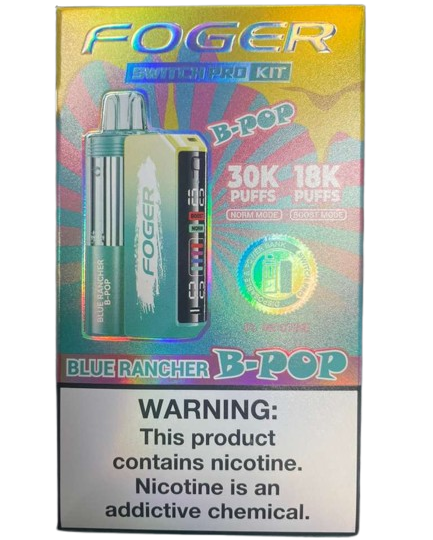 FOGER
SWITCH PRO KIT
B-POP
30K 18K
PUFFS PUFFS
NORM MODE BOOST MODE
FOGER
BLUE RANCHER
B-POP
BLUE RANCHER B-POP
WARNING:
This product
contains nicotine.
Nicotine is an
addictive chemical.